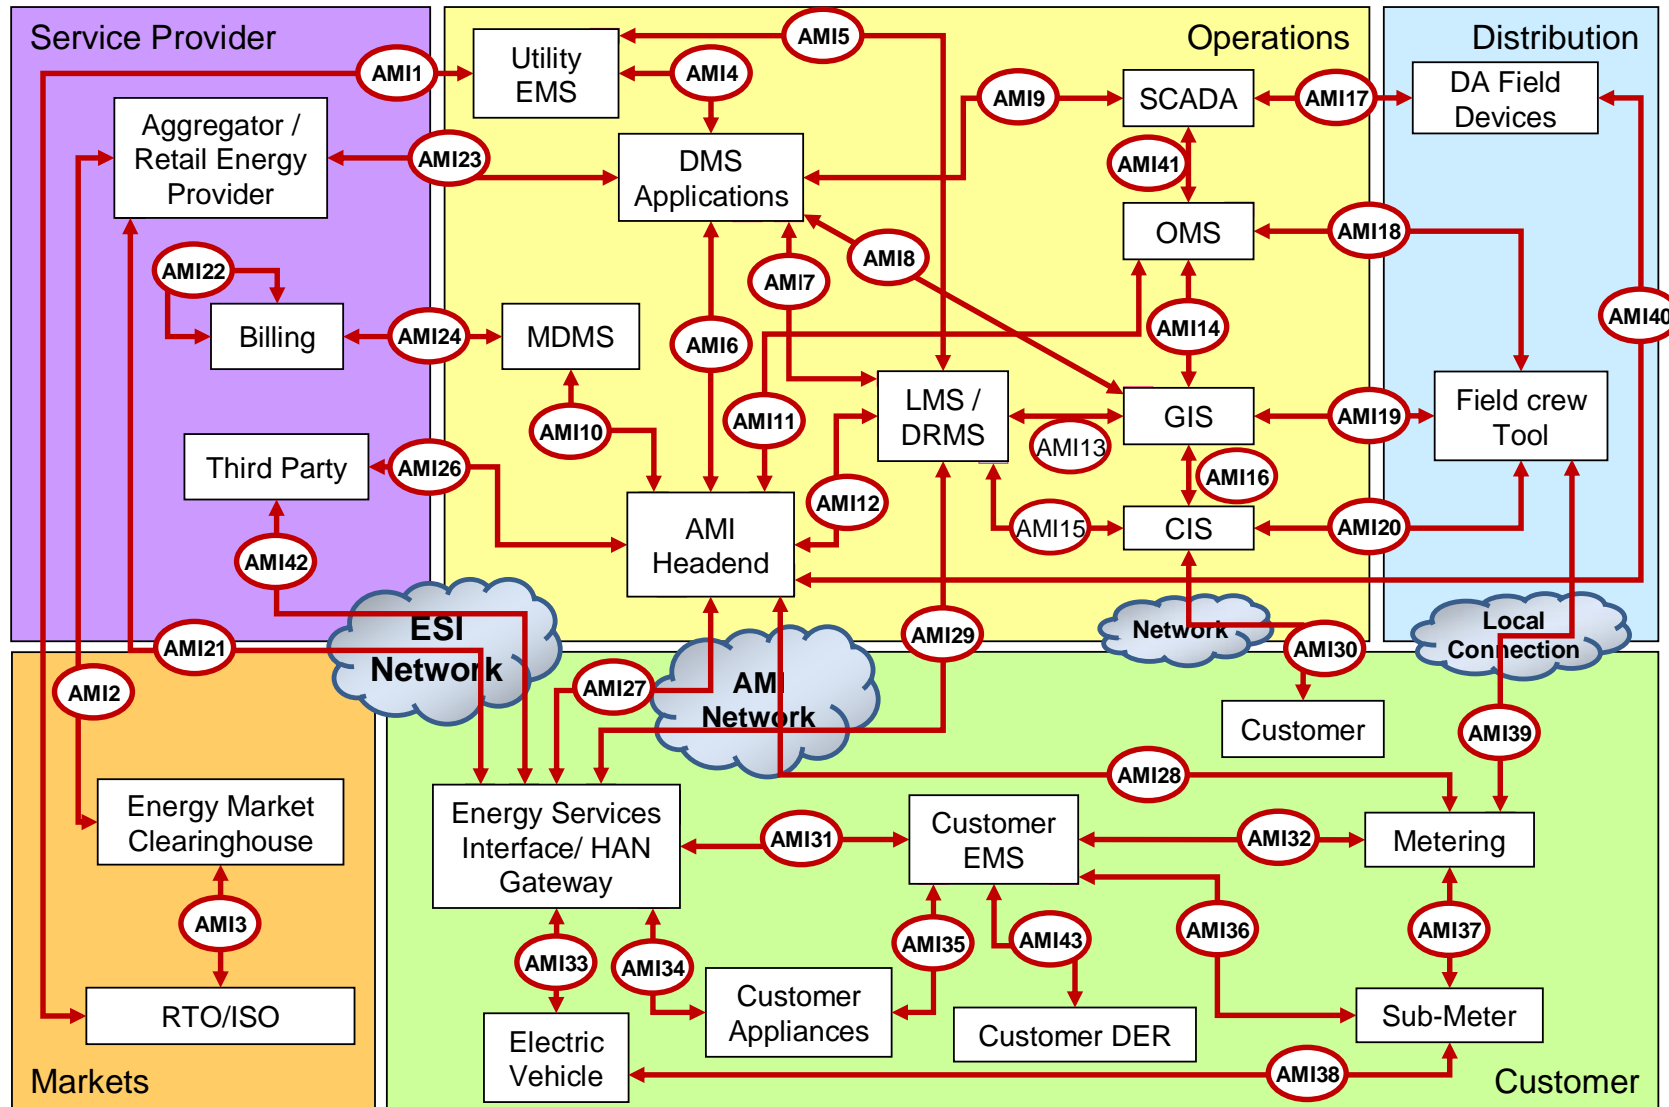 Service Provider
Operations
Distribution
AMI1
Utility
EMS
AMI5
AMI4
AMI9
SCADA
AMI17
DA Field
Devices
Aggregator /
Retail Energy
Provider
AMI23
DMS
Applications
AMI41
OMS
AMI18
AMI22
AMI7
AMI8
Billing
AMI24
MDMS
AMI6
AMI14
AMI40
LMS /
DRMS
GIS
AMI19
Field crew
Tool
AMI10
AMI11
AMI13
Third Party
AMI26
AMI16
AMI12
AMI15
CIS
AMI20
AMI
Headend
AMI42
ESI
Network
AMI21
AMI29
Network
AMI30
Local
Connection
AMI2
AMI27
AMI
Network
Customer
AMI39
AMI28
Energy Market
Clearinghouse
Energy Services
Interface/ HAN
Gateway
AMI31
Customer
EMS
AMI32
Metering
AMI3
AMI33
AMI34
AMI35
AMI43
AMI36
AMI37
RTO/ISO
Electric
Vehicle
Customer
Appliances
Customer DER
Sub-Meter
AMI38
Markets
Customer